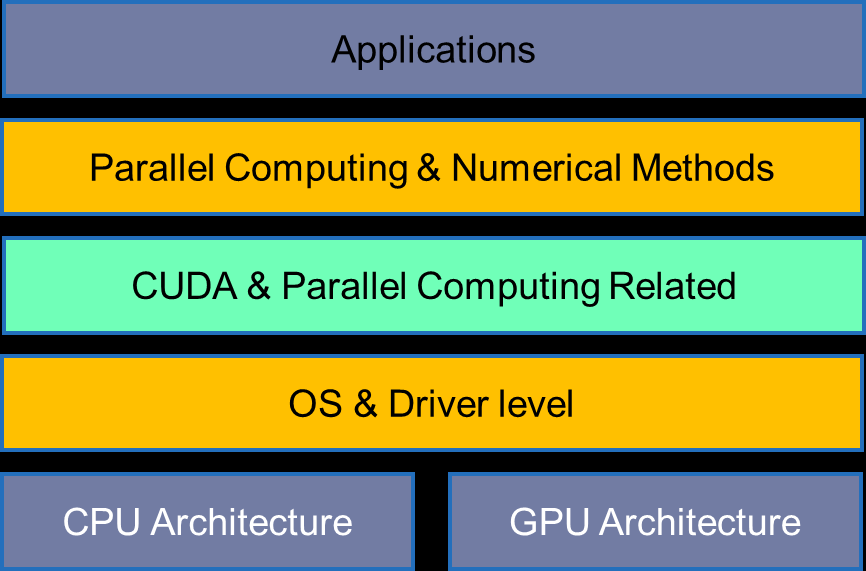 Applications
Parallel Computing & Numerical Methods
CUDA & Parallel Computing Related
OS & Driver level
CPU Architecture
GPU Architecture